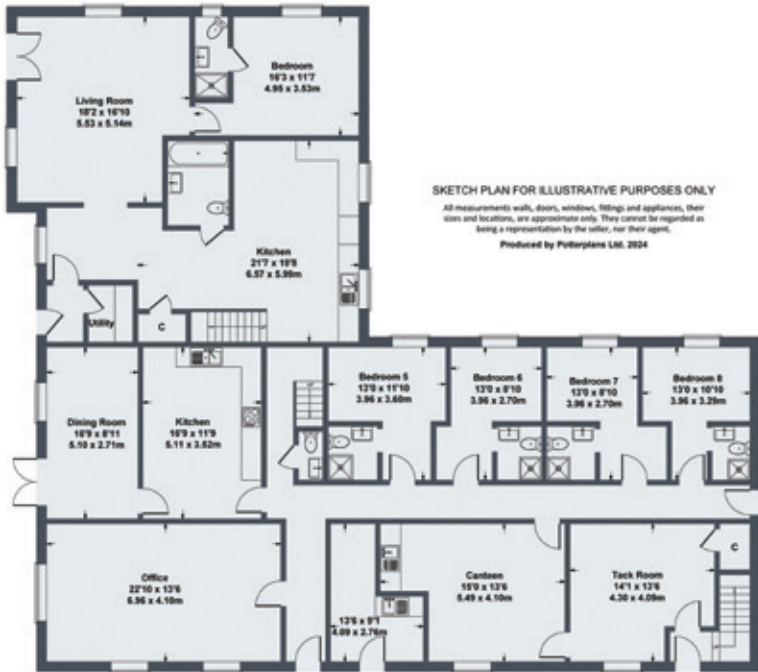 Living Room
18'2 x 16'10
5.53 x 5.14m
Bedroom
16'3 x 11'7
4.95 x 3.53m
SKETCH PLAN FOR ILLUSTRATIVE PURPOSES ONLY
All measurements walls, doors, windows, fittings and appliances, their
sizes and locations, are approximate only. They cannot be regarded as
being a representation by the seller, nor their agent.
Produced by Potterplans Ltd. 2024
Kitchen
21'7 x 19'8
6.57 x 5.99m
Utility
C
Dining Room
16'9 x 8'11
5.10 x 2.71m
Kitchen
16'9 x 11'9
5.11 x 3.52m
Bedroom 5
13'0 x 11'10
3.96 x 3.60m
Bedroom 6
13'0 x 8'10
3.96 x 2.70m
Bedroom 7
13'0 x 8'10
3.96 x 2.70m
Bedroom 8
13'0 x 10'10
3.96 x 3.29m
Office
22'10 x 13'6
6.96 x 4.10m
13'6 x 9'1
4.09 x 2.76m
Canteen
15'0 x 13'6
5.49 x 4.10m
Tack Room
14'1 x 13'6
4.30 x 4.09m
C